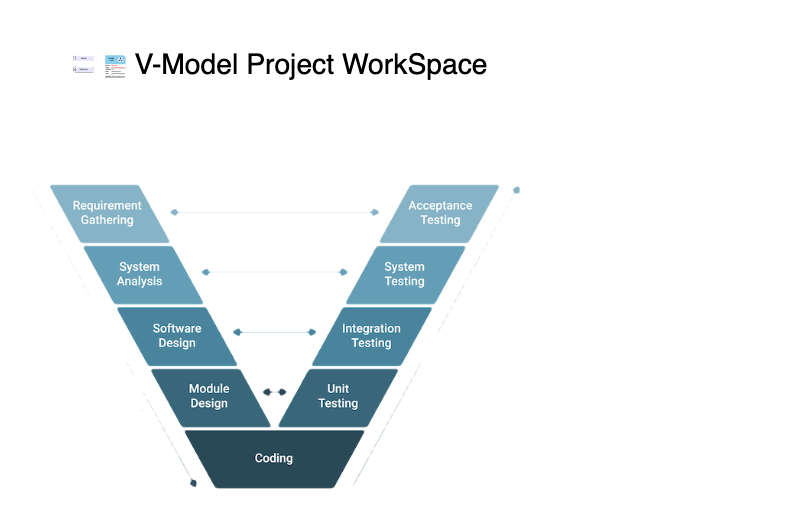 V-Model Project WorkSpace
Requirement
Gathering
Acceptance
Testing
System
Analysis
System
Testing
Software
Design
Integration
Testing
Module
Design
Unit
Testing
Coding